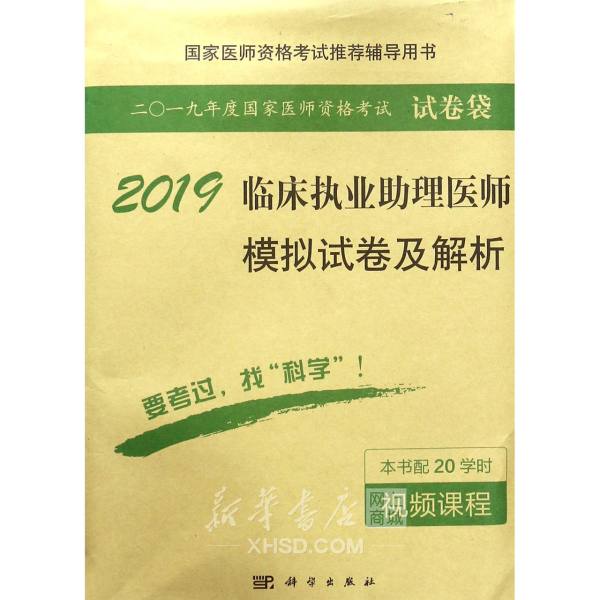 国家医师资格考试推荐辅导用书
二〇一九年度国家医师资格考试 试卷袋
2019 临床执业助理医师
模拟试卷及解析
要考过，找“科学”！
本书配 20 学时
视频课程
新华书店
网上商城
XHSD.COM
科学出版社